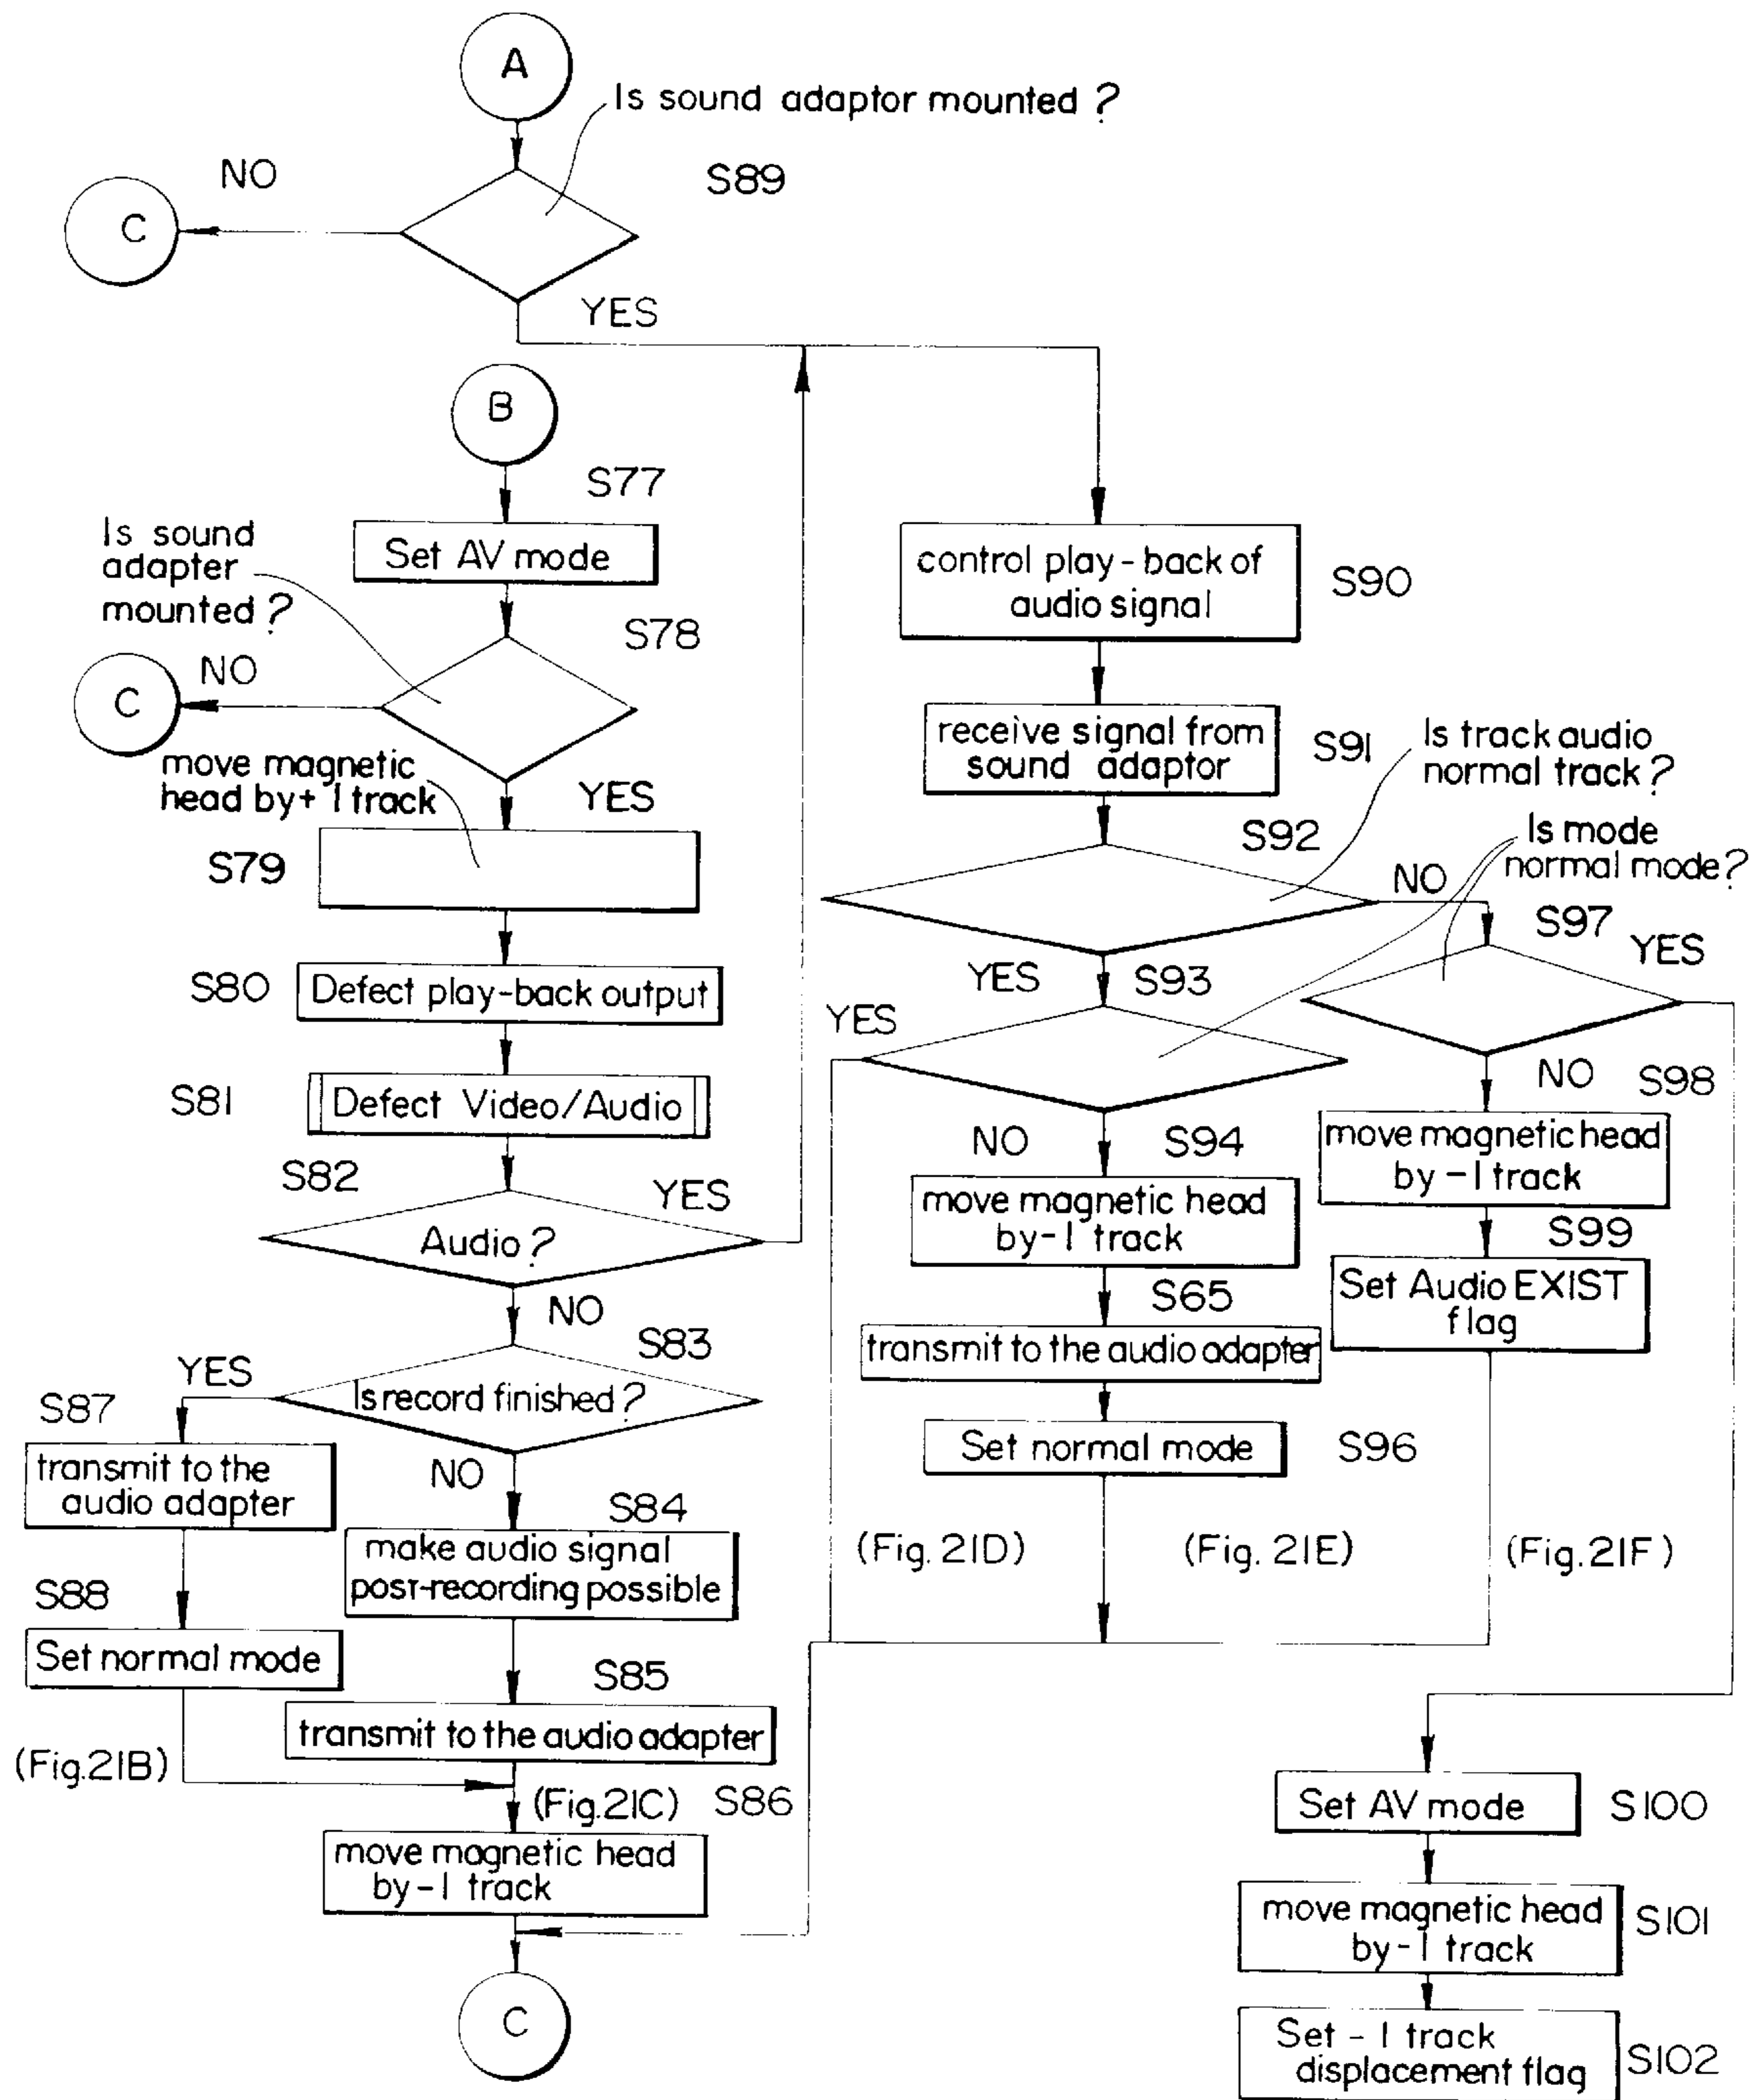 A
Is sound adaptor mounted ?
NO
S89
C
YES
B
S77
Is sound
adapter
mounted ?
Set AV mode
S78
NO
C
move magnetic
head by + 1 track
YES
S79
S80
Defect play-back output
S81
Defect Video/Audio
S82
YES
Audio ?
NO
S83
YES
Is record finished ?
S87
transmit to the
audio adapter
NO
S84
make audio signal
post-recording possible
S88
Set normal mode
S85
transmit to the audio adapter
(Fig.21B)
(Fig.21C)
S86
move magnetic head
by -1 track
C
control play-back of
audio signal
S90
receive signal from
sound adaptor
S91
Is track audio
normal track ?
S92
Is mode
normal mode ?
NO
S97
YES
YES
S93
YES
NO
S98
NO
S94
move magnetic head
by -1 track
move magnetic head
by -1 track
S99
S65
Set Audio EXIST
flag
transmit to the audio adapter
Set normal mode
S96
(Fig. 21D)
(Fig. 21E)
(Fig.21F)
Set AV mode
S100
move magnetic head
by -1 track
S101
Set - 1 track
displacement flag
S102